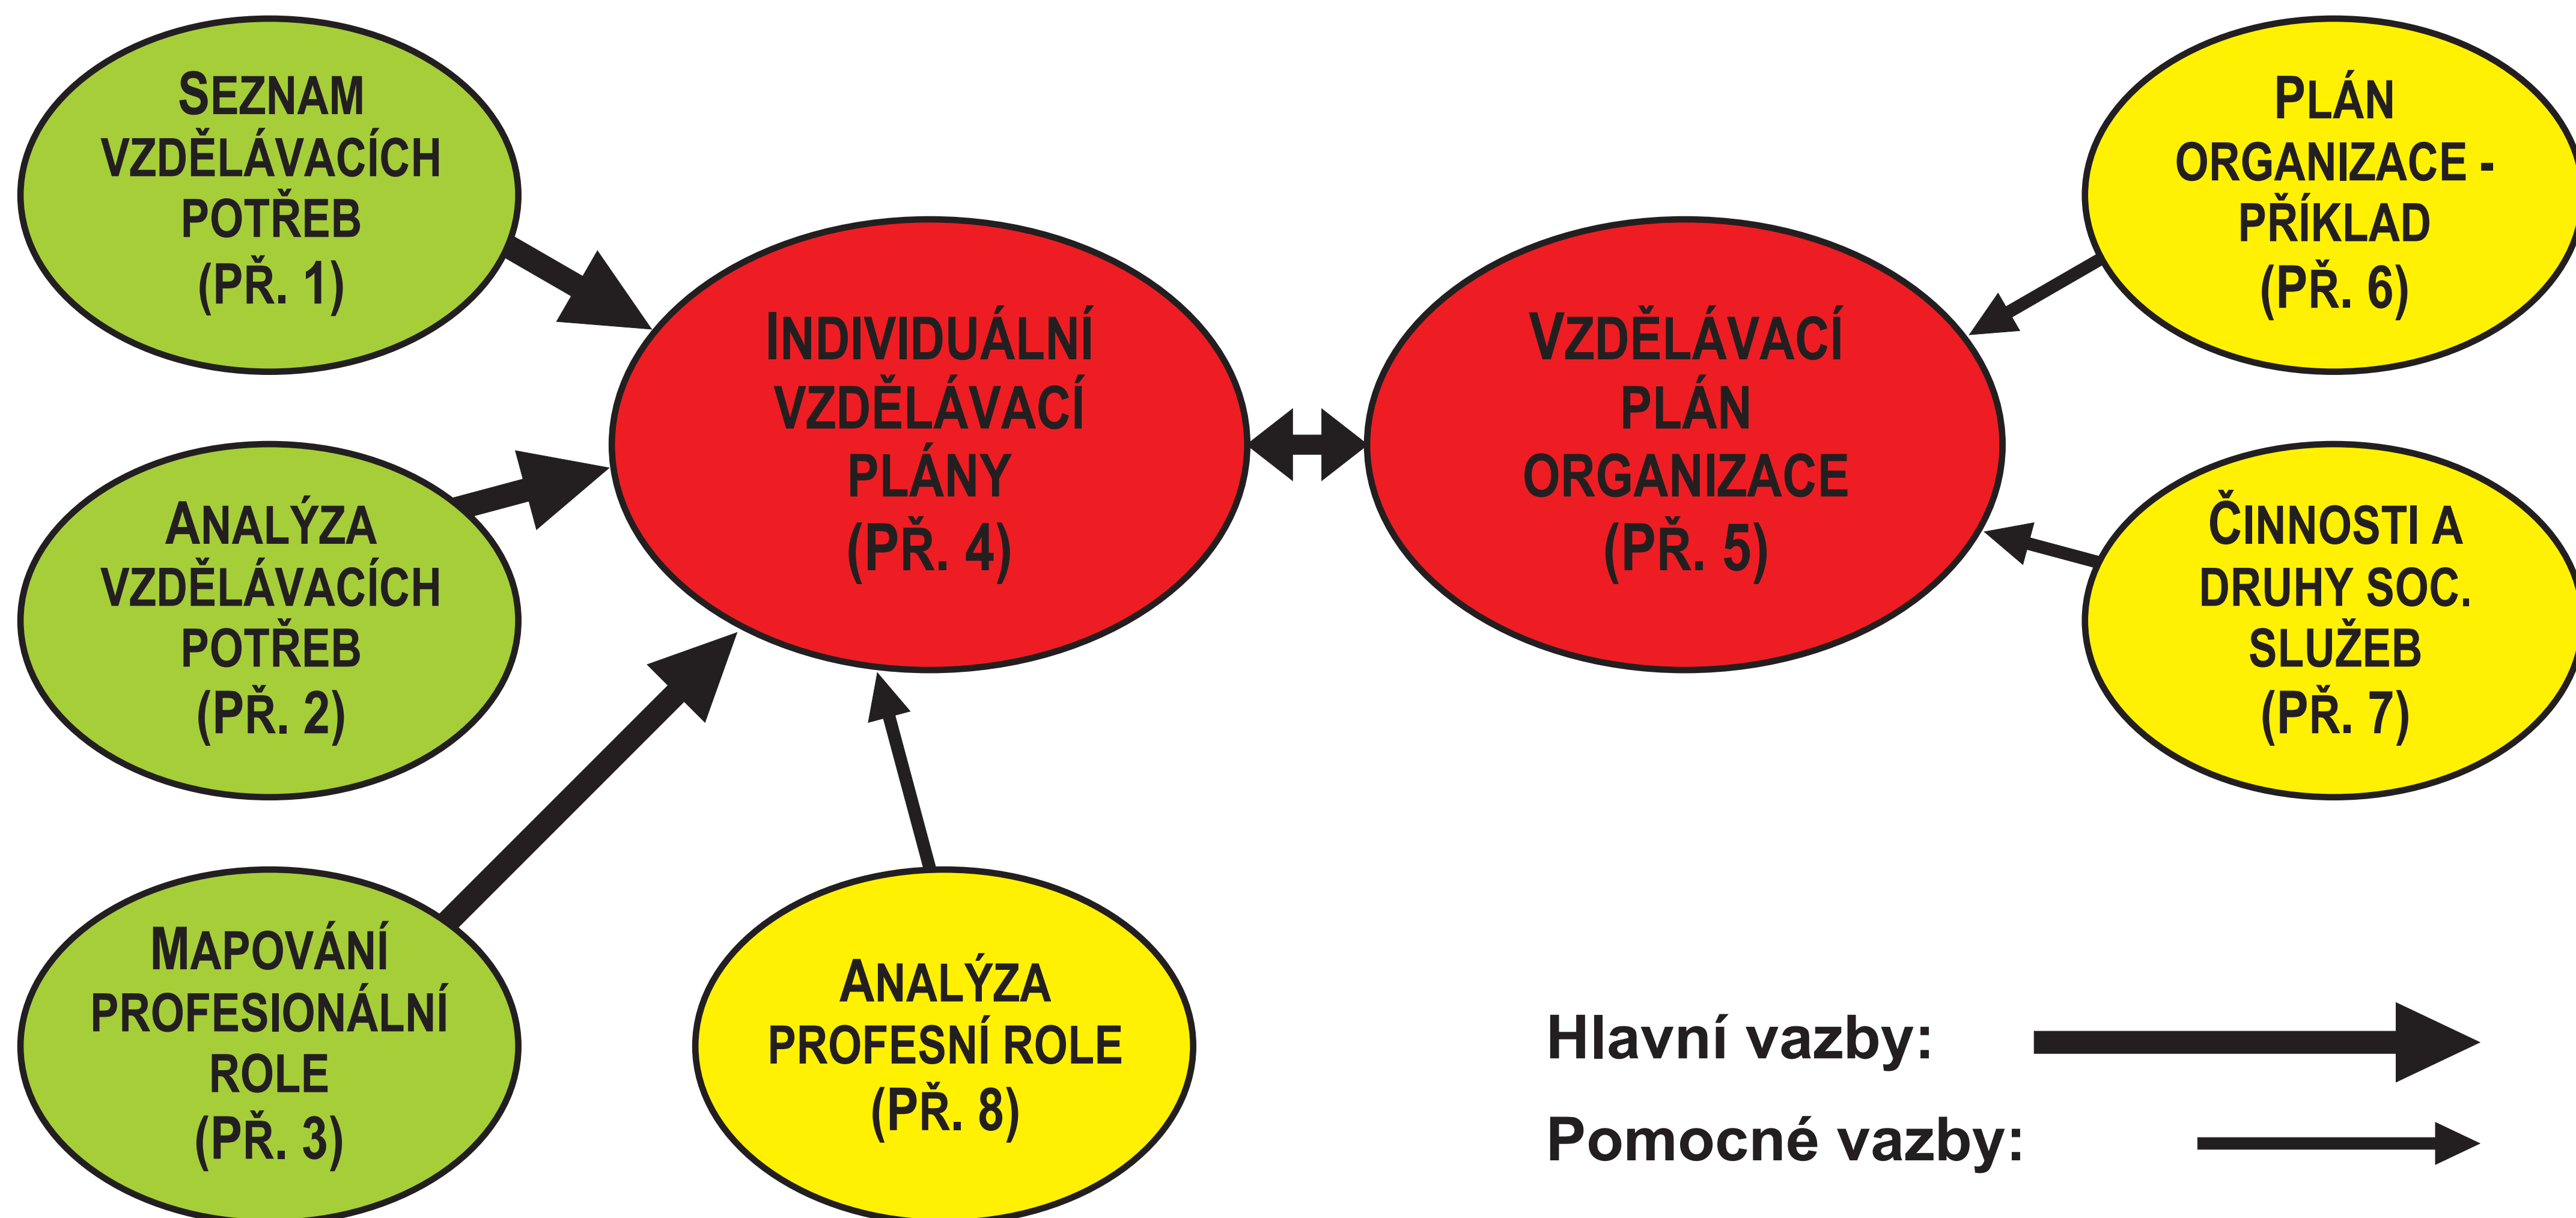 SEZNAM
VZDĚLÁVACÍCH
POTŘEB
(PŘ. 1)
ANALÝZA
VZDĚLÁVACÍCH
POTŘEB
(PŘ. 2)
MAPOVÁNÍ
PROFESIONÁLNÍ
ROLE
(PŘ. 3)
INDIVIDUÁLNÍ
VZDĚLÁVACÍ
PLÁNY
(PŘ. 4)
ANALÝZA
PROFESNÍ ROLE
(PŘ. 8)
VZDĚLÁVACÍ
PLÁN
ORGANIZACE
(PŘ. 5)
PLÁN
ORGANIZACE -
PŘÍKLAD
(PŘ. 6)
ČINNOSTI A
DRUHY SOC.
SLUŽEB
(PŘ. 7)
Hlavní vazby:
Pomocné vazby: